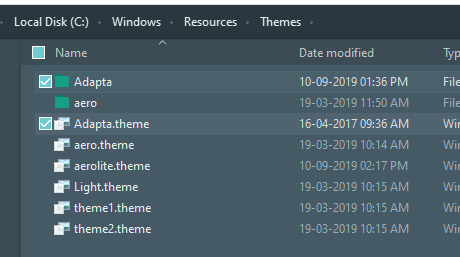 Local Disk (C:) › Windows › Resources › Themes ›
Name Date modified Ty
Adapta 10-09-2019 01:36 PM File
aero 19-03-2019 11:50 AM File
Adapta.theme 16-04-2017 09:36 AM Win
aero.theme 19-03-2019 10:14 AM Win
aerolite.theme 10-09-2019 02:17 PM Win
Light.theme 19-03-2019 10:15 AM Win
theme1.theme 19-03-2019 10:15 AM Win
theme2.theme 19-03-2019 10:15 AM Win